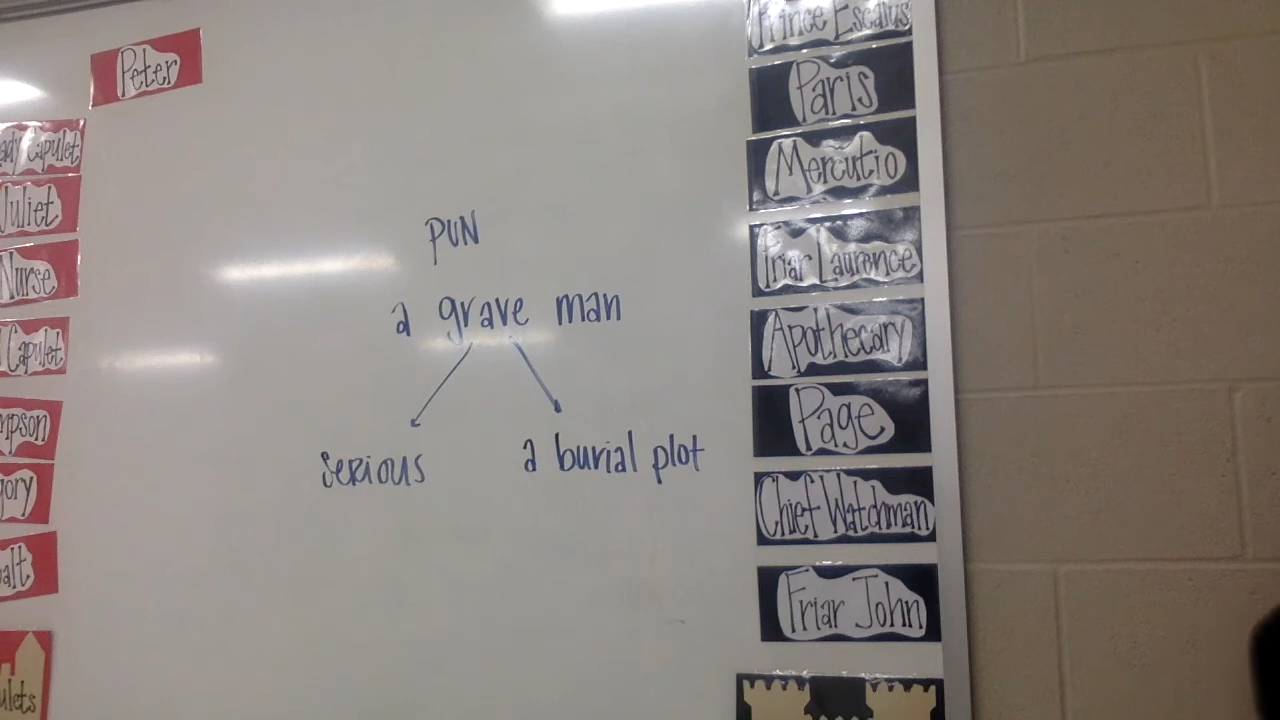 Prince Escalus
Peter
Paris
Capulet
Mercutio
Juliet
PUN
Nurse
Friar Laurence
a grave man
Capulet
Apothecary
Page
serious
a burial plot
Chief Watchman
Friar John